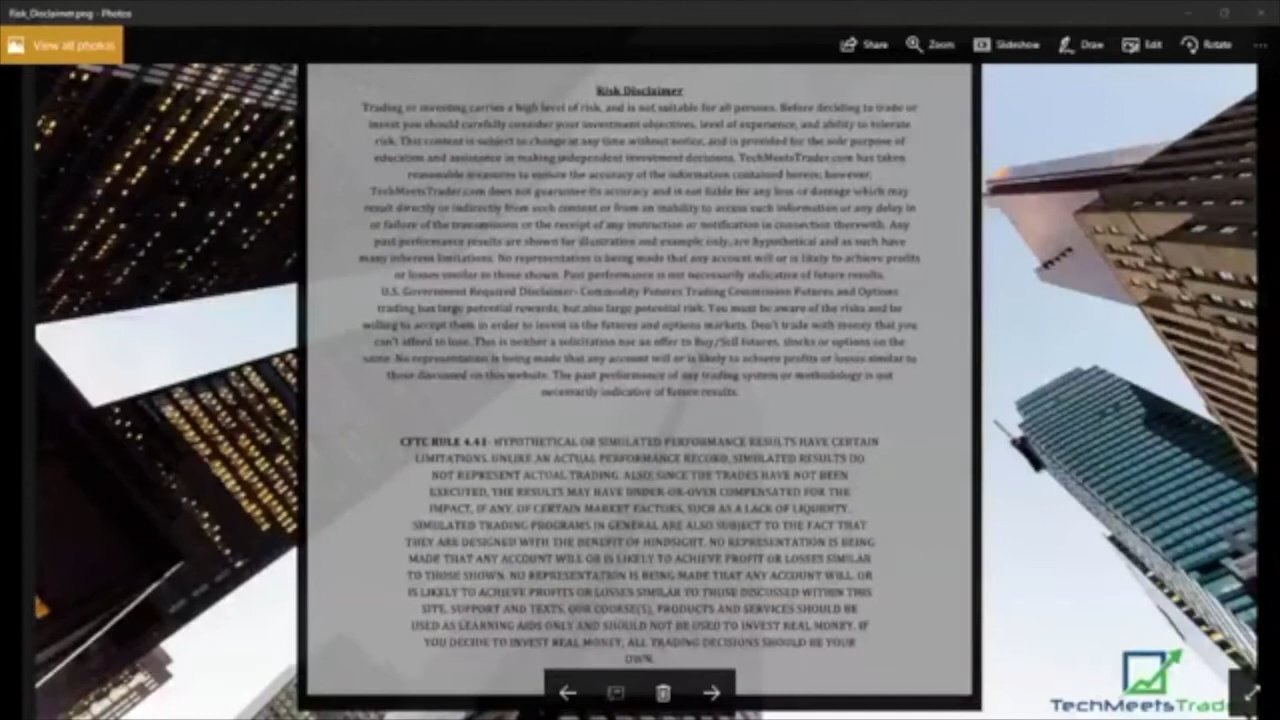 Risk_Disclaimer.png - Photos
View all photos
Share
Zoom
Slideshow
Draw
Edit
Rotate
Risk Disclaimer
Trading or investing carries a high level of risk, and is not suitable for all persons. Before deciding to trade or
invest you should carefully consider your investment objectives, level of experience, and ability to tolerate
risk. This content is subject to change at any time without notice, and is provided for the sole purpose of
education and assistance in making independent investment decisions. TechMeetsTrader.com has taken
reasonable measures to ensure the accuracy of the information contained herein; however,
TechMeetsTrader.com does not guarantee its accuracy and is not liable for any loss or damage which may
result directly or indirectly from such content or from an inability to access such information or any delay in
or failure of the transmission or the receipt of any instruction or notification in connection therewith. Any
past performance results are shown for illustration and example only, are hypothetical and as such have
many inherent limitations. No representation is being made that any account will or is likely to achieve profits
or losses similar to those shown. Past performance is not necessarily indicative of future results.
U.S. Government Required Disclaimer- Commodity Futures Trading Commission Futures and Options
trading has large potential rewards, but also large potential risk. You must be aware of the risks and be
willing to accept them in order to invest in the futures and options markets. Don't trade with money that you
can't afford to lose. This is neither a solicitation nor an offer to Buy/Sell futures, stocks or options on the
same. No representation is being made that any account will or is likely to achieve profits or losses similar to
those discussed on this website. The past performance of any trading system or methodology is not
necessarily indicative of future results.
CFTC RULE 4.41- HYPOTHETICAL OR SIMULATED PERFORMANCE RESULTS HAVE CERTAIN
LIMITATIONS. UNLIKE AN ACTUAL PERFORMANCE RECORD, SIMULATED RESULTS DO
NOT REPRESENT ACTUAL TRADING. ALSO, SINCE THE TRADES HAVE NOT BEEN
EXECUTED, THE RESULTS MAY HAVE UNDER-OR-OVER COMPENSATED FOR THE
IMPACT, IF ANY, OF CERTAIN MARKET FACTORS, SUCH AS A LACK OF LIQUIDITY.
SIMULATED TRADING PROGRAMS IN GENERAL ARE ALSO SUBJECT TO THE FACT THAT
THEY ARE DESIGNED WITH THE BENEFIT OF HINDSIGHT. NO REPRESENTATION IS BEING
MADE THAT ANY ACCOUNT WILL OR IS LIKELY TO ACHIEVE PROFIT OR LOSSES SIMILAR
TO THOSE SHOWN. NO REPRESENTATION IS BEING MADE THAT ANY ACCOUNT WILL, OR
IS LIKELY TO ACHIEVE PROFITS OR LOSSES SIMILAR TO THOSE DISCUSSED WITHIN THIS
SITE, SUPPORT AND TEXTS. OUR COURSE(S), PRODUCTS AND SERVICES SHOULD BE
USED AS LEARNING AIDS ONLY AND SHOULD NOT BE USED TO INVEST REAL MONEY. IF
YOU DECIDE TO INVEST REAL MONEY, ALL TRADING DECISIONS SHOULD BE YOUR
OWN.
TechMeetsTrade